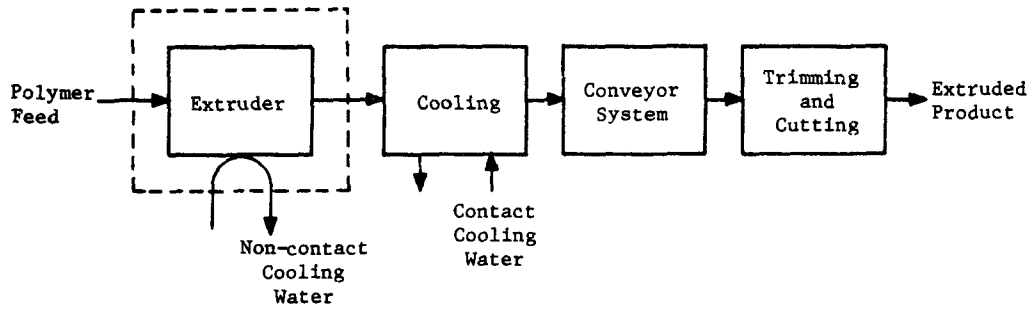 Polymer
Feed
Extruder
Cooling
Conveyor
System
Trimming
and
Cutting
Extruded
Product
Non-contact
Cooling
Water
Contact
Cooling
Water